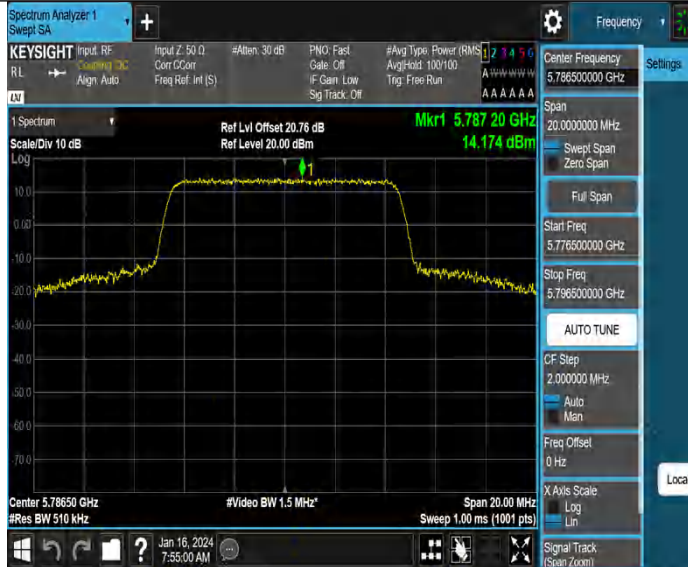 Spectrum Analyzer 1
Swept SA
+
Frequency
KEYSIGHT
RL
LXI
Input: RF
Coupling: DC
Align: Auto
Input Z: 50 Ω
Corr CCorr
Freq Ref: Int (S)
#Atten: 30 dB
PNO: Fast
Gate: Off
IF Gain: Low
Sig Track: Off
#Avg Type: Power (RMS
Avg|Hold: 100/100
Trig: Free Run
1 2 3 4 5 6
A W W W W W
A A A A A A
1 Spectrum
Scale/Div 10 dB
Log
Ref Lvl Offset 20.76 dB
Ref Level 20.00 dBm
Mkr1 5.787 20 GHz
14.174 dBm
1
10.0
0.00
-10.0
-20.0
-30.0
-40.0
-50.0
-60.0
-70.0
Center 5.78650 GHz
#Res BW 510 kHz
#Video BW 1.5 MHz*
Span 20.00 MHz
Sweep 1.00 ms (1001 pts)
?
Jan 16, 2024
7:55:00 AM
Center Frequency
5.786500000 GHz
Span
20.0000000 MHz
Swept Span
Zero Span
Full Span
Start Freq
5.776500000 GHz
Stop Freq
5.796500000 GHz
AUTO TUNE
CF Step
2.000000 MHz
Auto
Man
Freq Offset
0 Hz
X Axis Scale
Log
Lin
Signal Track
(Span Zoom)
Settings
Loca